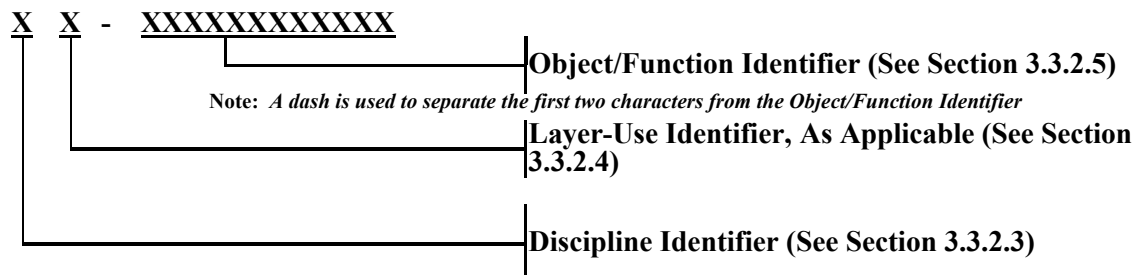 X X - XXXXXXXXXXXX
Object/Function Identifier (See Section 3.3.2.5)
Note: A dash is used to separate the first two characters from the Object/Function Identifier
Layer-Use Identifier, As Applicable (See Section
3.3.2.4)
Discipline Identifier (See Section 3.3.2.3)